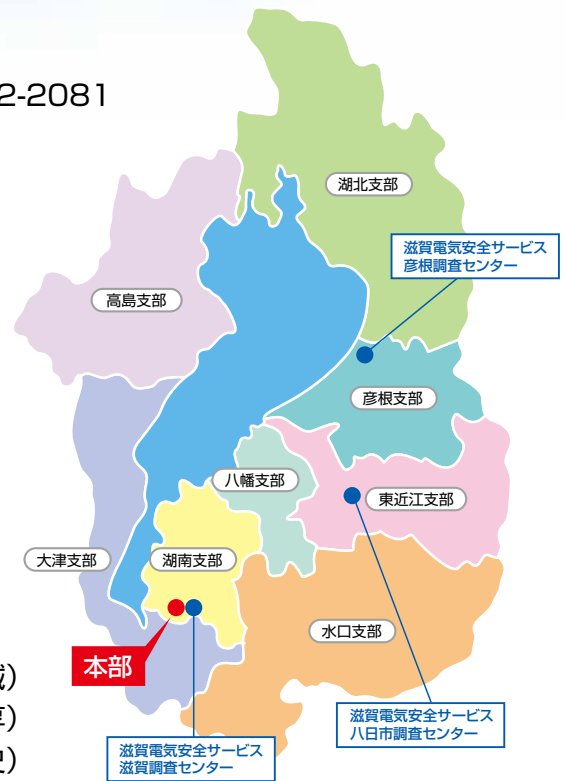 2-2081
湖北支部
滋賀電気安全サービス
彦根調査センター
高島支部
彦根支部
八幡支部
東近江支部
大津支部
湖南支部
水口支部
本部
滋賀電気安全サービス
八日市調査センター
滋賀電気安全サービス
滋賀調査センター